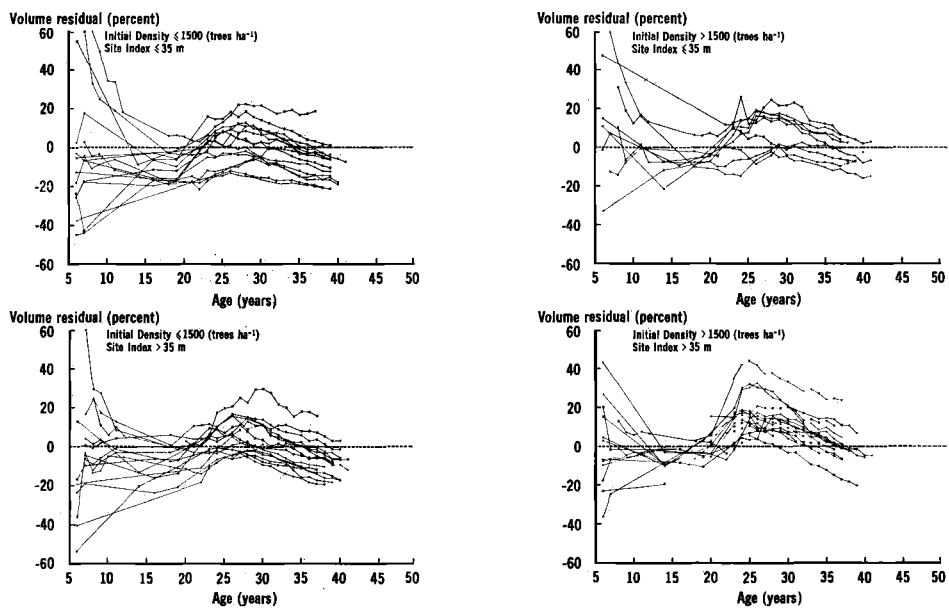 Volume residual (percent)
60
40
20
0
-20
-40
-60
Initial Density ≤ 1500 (trees ha⁻¹)
Site Index ≤ 35 m
5 10 15 20 25 30 35 40 45 50
Age (years)
Volume residual (percent)
60
40
20
0
-20
-40
-60
Initial Density > 1500 (trees ha⁻¹)
Site Index ≤ 35 m
5 10 15 20 25 30 35 40 45 50
Age (years)
Volume residual (percent)
60
40
20
0
-20
-40
-60
Initial Density ≤ 1500 (trees ha⁻¹)
Site Index > 35 m
5 10 15 20 25 30 35 40 45 50
Age (years)
Volume residual (percent)
60
40
20
0
-20
-40
-60
Initial Density > 1500 (trees ha⁻¹)
Site Index > 35 m
5 10 15 20 25 30 35 40 45 50
Age (years)